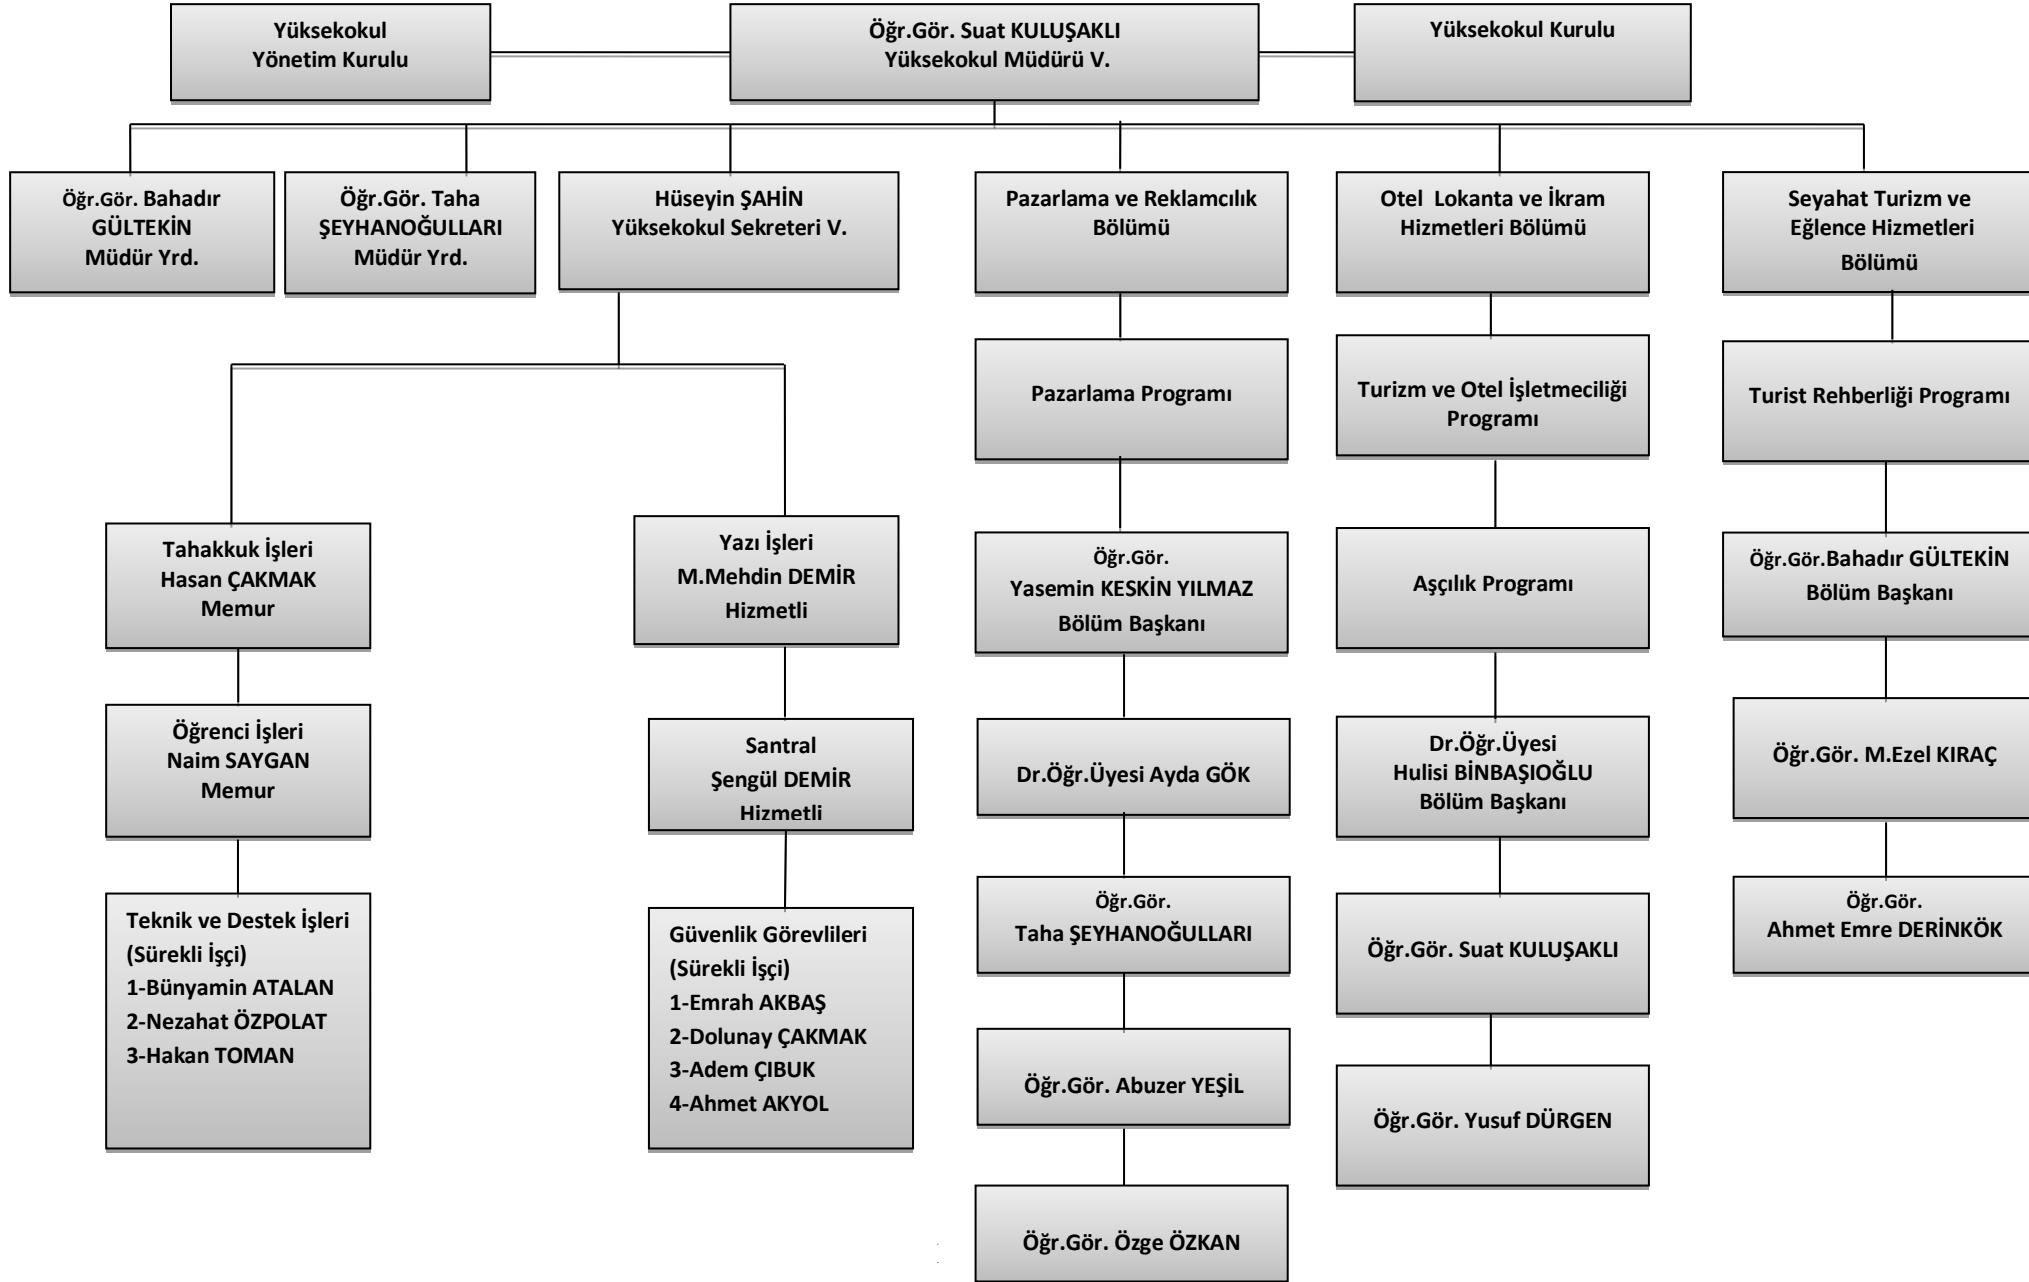 Yüksekokul
Yönetim Kurulu
Öğr.Gör. Suat KULUŞAKLI
Yüksekokul Müdürü V.
Yüksekokul Kurulu
Öğr.Gör. Bahadır
GÜLTEKİN
Müdür Yrd.
Öğr.Gör. Taha
ŞEYHANOĞULLARI
Müdür Yrd.
Hüseyin ŞAHİN
Yüksekokul Sekreteri V.
Pazarlama ve Reklamcılık
Bölümü
Otel Lokanta ve İkram
Hizmetleri Bölümü
Seyahat Turizm ve
Eğlence Hizmetleri
Bölümü
Pazarlama Programı
Turizm ve Otel İşletmeciliği
Programı
Turist Rehberliği Programı
Tahakkuk İşleri
Hasan ÇAKMAK
Memur
Yazı İşleri
M.Mehdin DEMİR
Hizmetli
Öğr.Gör.
Yasemin KESKİN YILMAZ
Bölüm Başkanı
Aşçılık Programı
Öğr.Gör.Bahadır GÜLTEKİN
Bölüm Başkanı
Öğrenci İşleri
Naim SAYGAN
Memur
Santral
Şengül DEMİR
Hizmetli
Dr.Öğr.Üyesi Ayda GÖK
Dr.Öğr.Üyesi
Hulisi BİNBAŞIOĞLU
Bölüm Başkanı
Öğr.Gör. M.Ezel KIRAÇ
Teknik ve Destek İşleri
(Sürekli İşçi)
1-Bünyamin ATALAN
2-Nezahat ÖZPOLAT
3-Hakan TOMAN
Güvenlik Görevlileri
(Sürekli İşçi)
1-Emrah AKBAŞ
2-Dolunay ÇAKMAK
3-Adem ÇIBUK
4-Ahmet AKYOL
Öğr.Gör.
Taha ŞEYHANOĞULLARI
Öğr.Gör. Suat KULUŞAKLI
Öğr.Gör.
Ahmet Emre DERİNKÖK
Öğr.Gör. Abuzer YEŞİL
Öğr.Gör. Yusuf DÜRGEN
Öğr.Gör. Özge ÖZKAN